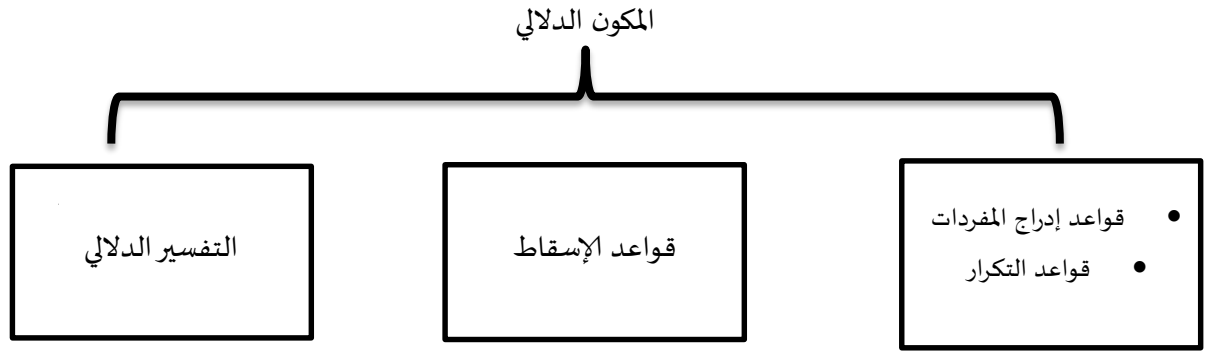 المكون الدلالي
• قواعد إدراج المفردات
• قواعد التكرار
قواعد الإسقاط
التفسير الدلالي